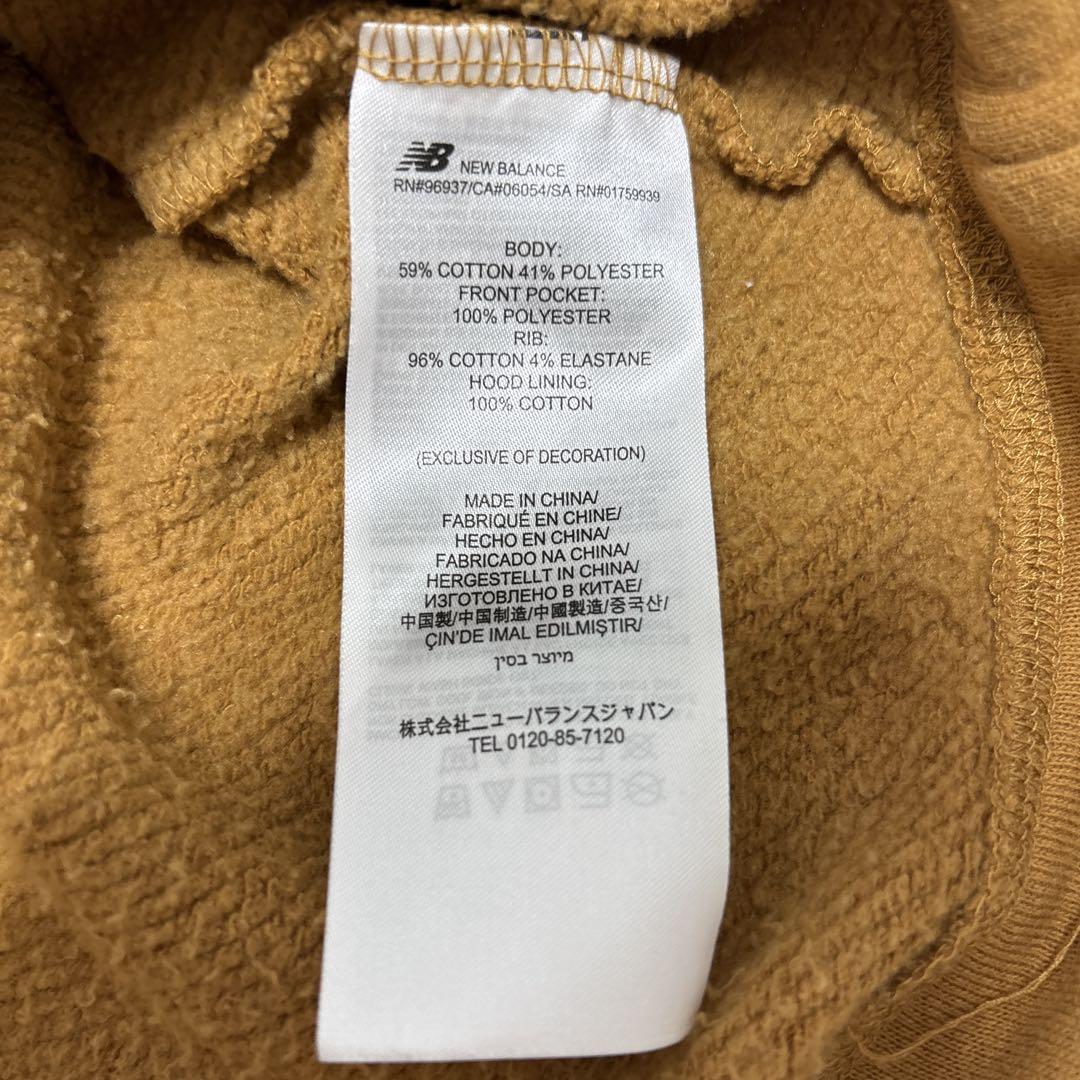 NB NEW BALANCE
RN#96937/CA#06054/SA RN#01759939
BODY:
59% COTTON 41% POLYESTER
FRONT POCKET:
100% POLYESTER
RIB:
96% COTTON 4% ELASTANE
HOOD LINING:
100% COTTON
(EXCLUSIVE OF DECORATION)
MADE IN CHINA/
FABRIQUÉ EN CHINE/
HECHO EN CHINA/
FABRICADO NA CHINA/
HERGESTELLT IN CHINA/
ИЗГОТОВЛЕНО В КИТАЕ/
中国製/中国制造/中國製造/중국산/
ÇIN'DE IMAL EDILMIŞTIR/
מיוצר בסין
株式会社ニューバランスジャパン
TEL 0120-85-7120